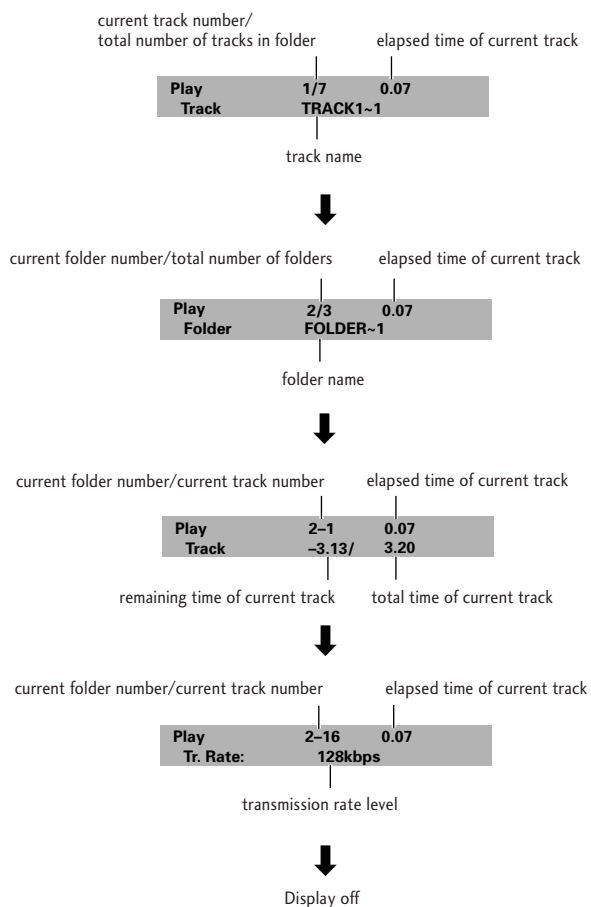 current track number/
total number of tracks in folder elapsed time of current track
Play 1/7 0.07
Track TRACK1~1
track name
current folder number/total number of folders elapsed time of current track
Play 2/3 0.07
Folder FOLDER~1
folder name
current folder number/current track number elapsed time of current track
Play 2–1 0.07
Track –3.13/ 3.20
remaining time of current track total time of current track
current folder number/current track number elapsed time of current track
Play 2–16 0.07
Tr. Rate: 128kbps
transmission rate level
Display off